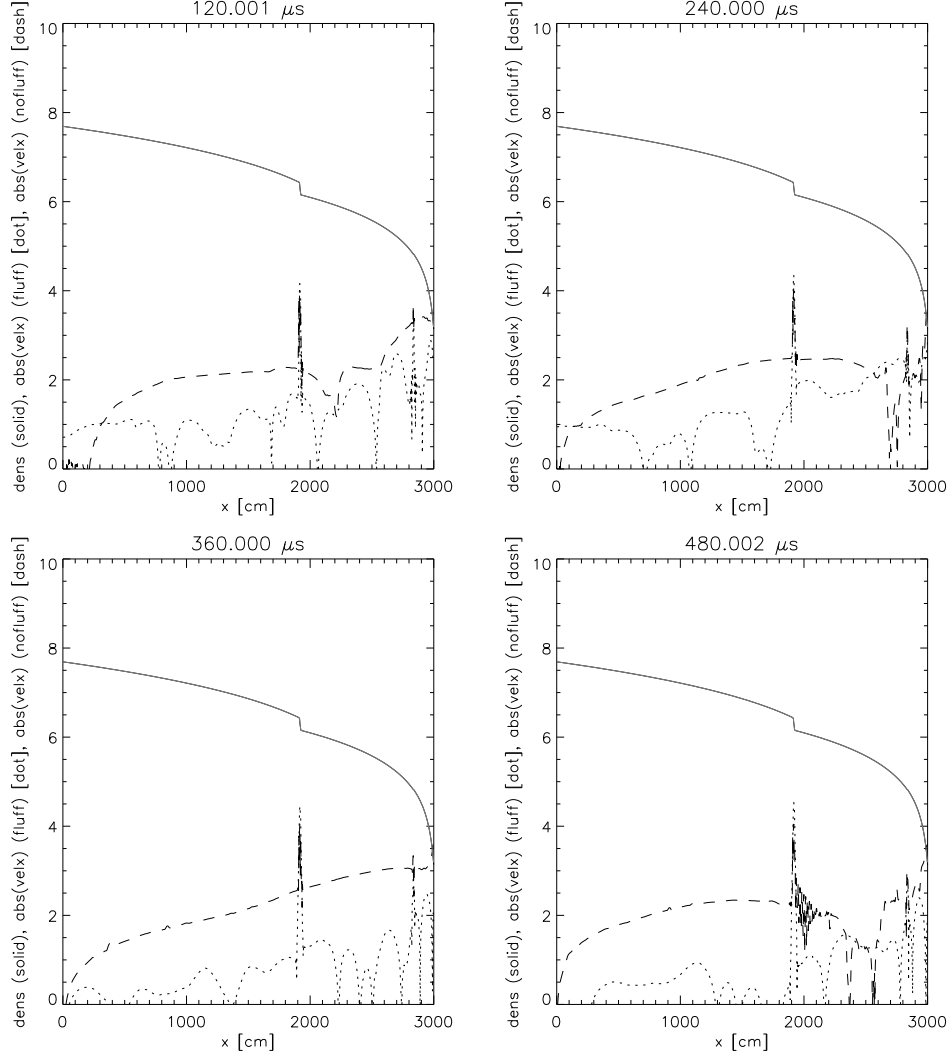 120.001 μs
dens (solid), abs(velx) (fluff) [dot], abs(velx) (nofluff) [dash]
10
8
6
4
2
0
0 1000 2000 3000
x [cm]
240.000 μs
dens (solid), abs(velx) (fluff) [dot], abs(velx) (nofluff) [dash]
10
8
6
4
2
0
0 1000 2000 3000
x [cm]
360.000 μs
dens (solid), abs(velx) (fluff) [dot], abs(velx) (nofluff) [dash]
10
8
6
4
2
0
0 1000 2000 3000
x [cm]
480.002 μs
dens (solid), abs(velx) (fluff) [dot], abs(velx) (nofluff) [dash]
10
8
6
4
2
0
0 1000 2000 3000
x [cm]